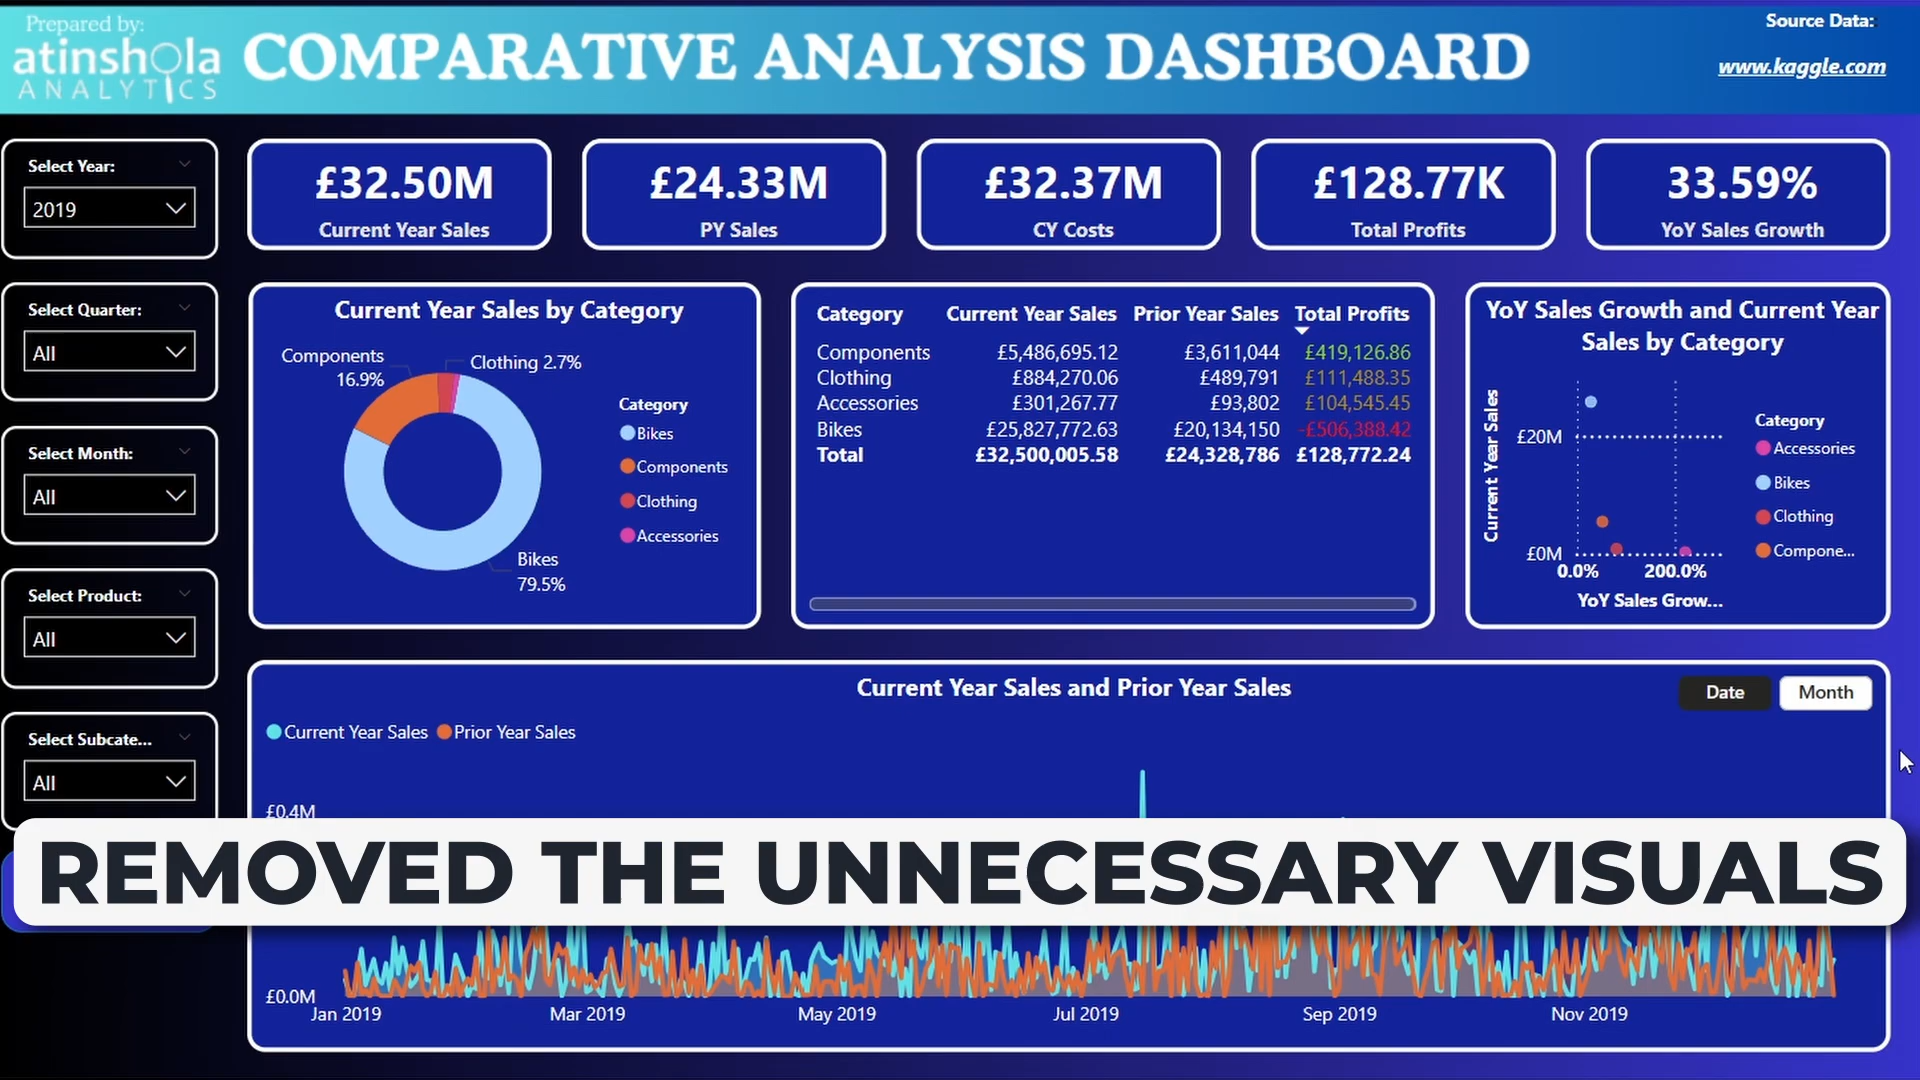 Prepared by:
atinshola
ANALYTICS
COMPARATIVE ANALYSIS DASHBOARD
Source Data:
www.kaggle.com
Select Year:
2019
Select Quarter:
All
Select Month:
All
Select Product:
All
Select Subcate...
All
£32.50M
Current Year Sales
£24.33M
PY Sales
£32.37M
CY Costs
£128.77K
Total Profits
33.59%
YoY Sales Growth
Current Year Sales by Category
Components
16.9%
Clothing 2.7%
Bikes
79.5%
Category
Bikes
Components
Clothing
Accessories
Category Current Year Sales Prior Year Sales Total Profits
Components £5,486,695.12 £3,611,044 £419,126.86
Clothing £884,270.06 £489,791 £111,488.35
Accessories £301,267.77 £93,802 £104,545.45
Bikes £25,827,772.63 £20,134,150 -£506,388.42
Total £32,500,005.58 £24,328,786 £128,772.24
YoY Sales Growth and Current Year
Sales by Category
Current Year Sales
£20M
£0M
0.0% 200.0%
YoY Sales Grow...
Category
Accessories
Bikes
Clothing
Compone...
Current Year Sales and Prior Year Sales
Date Month
Current Year Sales Prior Year Sales
£0.4M
REMOVED THE UNNECESSARY VISUALS
£0.0M
Jan 2019 Mar 2019 May 2019 Jul 2019 Sep 2019 Nov 2019